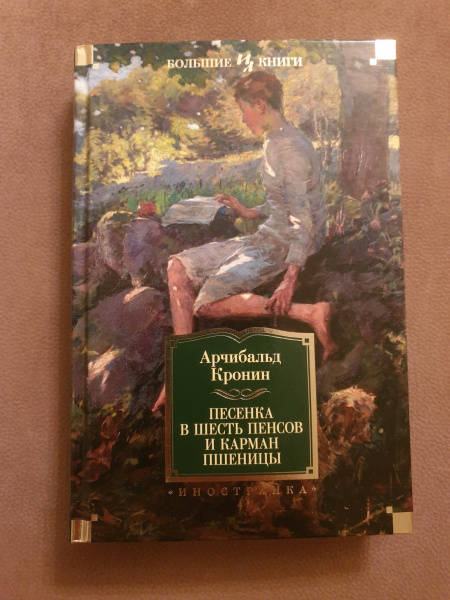 БОЛЬШИЕ КНИГИ
Арчибальд
Кронин
ПЕСЕНКА
В ШЕСТЬ ПЕНСОВ
И КАРМАН
ПШЕНИЦЫ
ИНОСТРАНКА